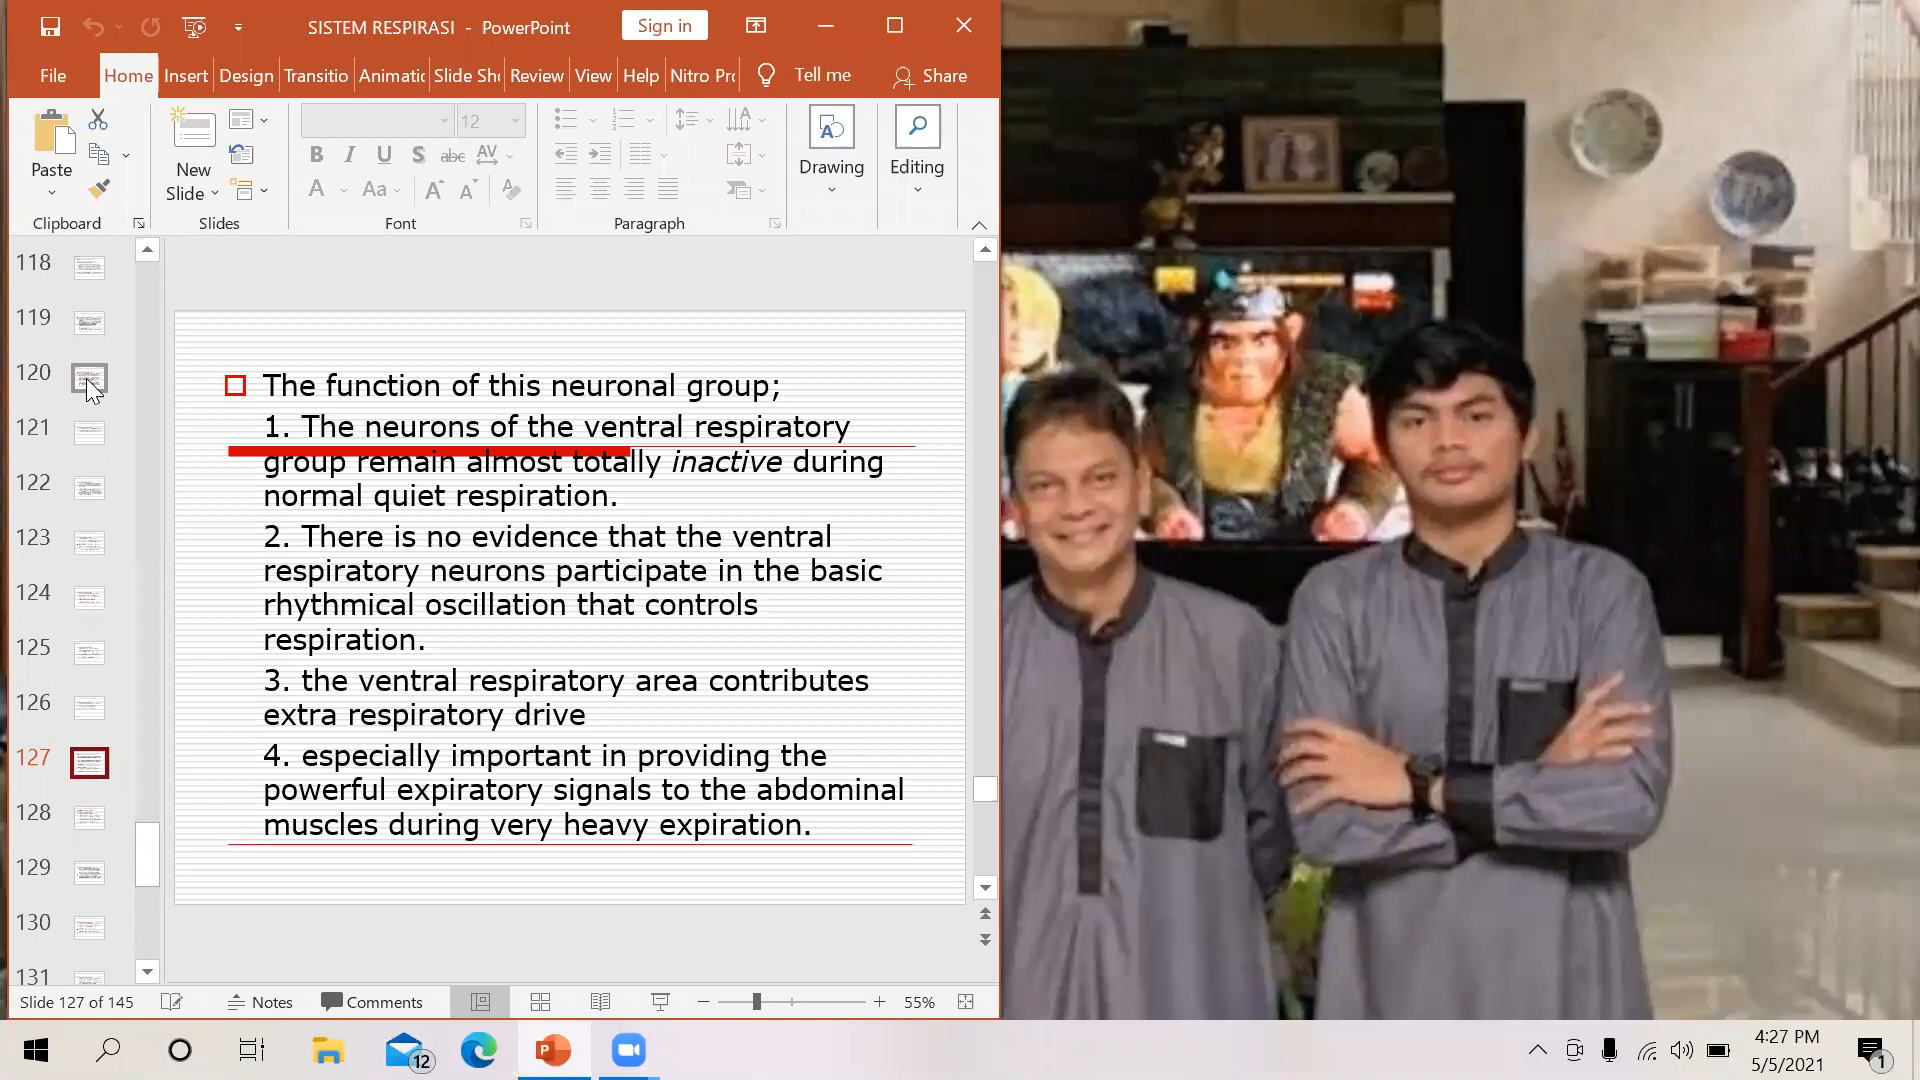 SISTEM RESPIRASI - PowerPoint
Sign in
File Home Insert Design Transitio Animatic Slide Sh Review View Help Nitro Pr Tell me Share
12
Paste
New
Slide
Drawing
Editing
Clipboard Slides Font Paragraph
118
119
120
121
122
123
124
125
126
127
128
129
130
131
The function of this neuronal group;
1. The neurons of the ventral respiratory
group remain almost totally inactive during
normal quiet respiration.
2. There is no evidence that the ventral
respiratory neurons participate in the basic
rhythmical oscillation that controls
respiration.
3. the ventral respiratory area contributes
extra respiratory drive
4. especially important in providing the
powerful expiratory signals to the abdominal
muscles during very heavy expiration.
Slide 127 of 145 Notes Comments 55%
12
4:27 PM
5/5/2021
1